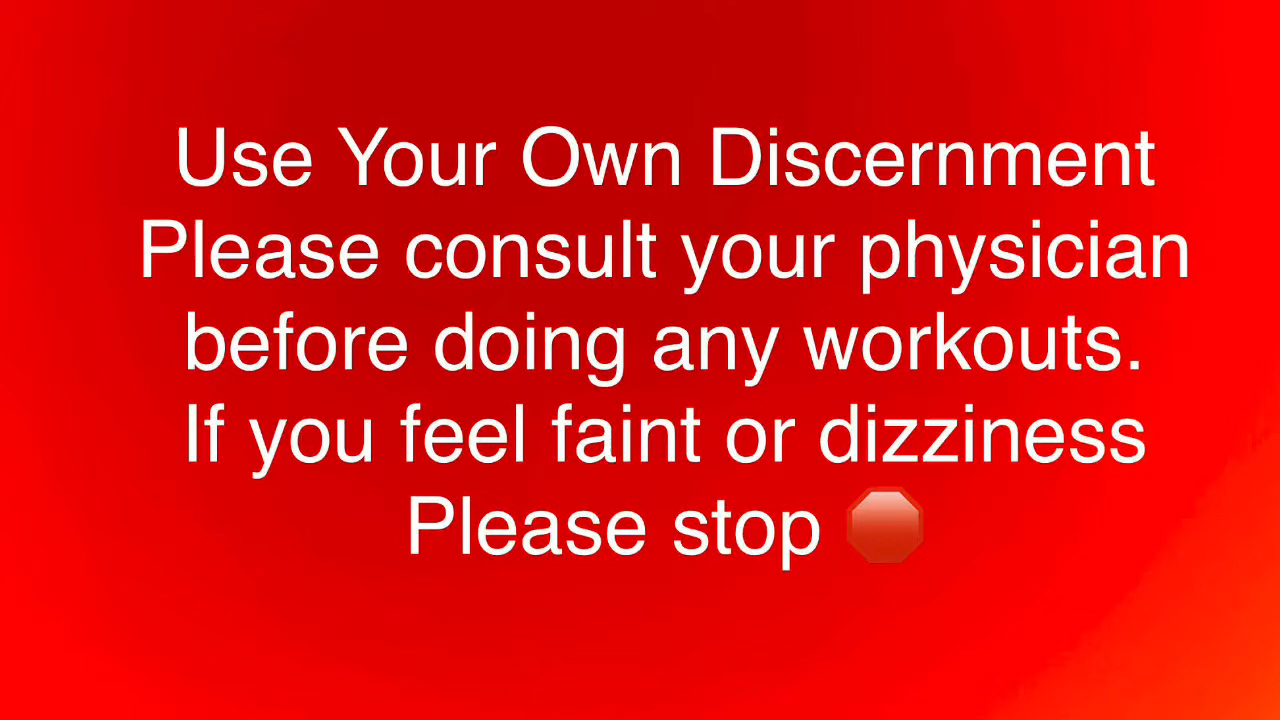 Use Your Own Discernment
Please consult your physician
before doing any workouts.
If you feel faint or dizziness
Please stop 🛑